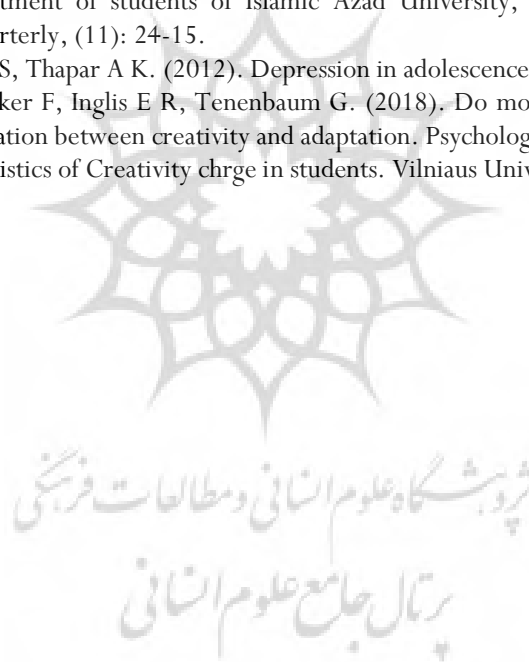 tment of students of Islamic Azad University,
rterly, (11): 24-15.
S, Thapar A K. (2012). Depression in adolescence
ker F, Inglis E R, Tenenbaum G. (2018). Do mo
ation between creativity and adaptation. Psycholog
istics of Creativity chrge in students. Vilniaus Univ
پژوهشگاه علوم انسانی و مطالعات فرهنگی
پرتال جامع علوم انسانی